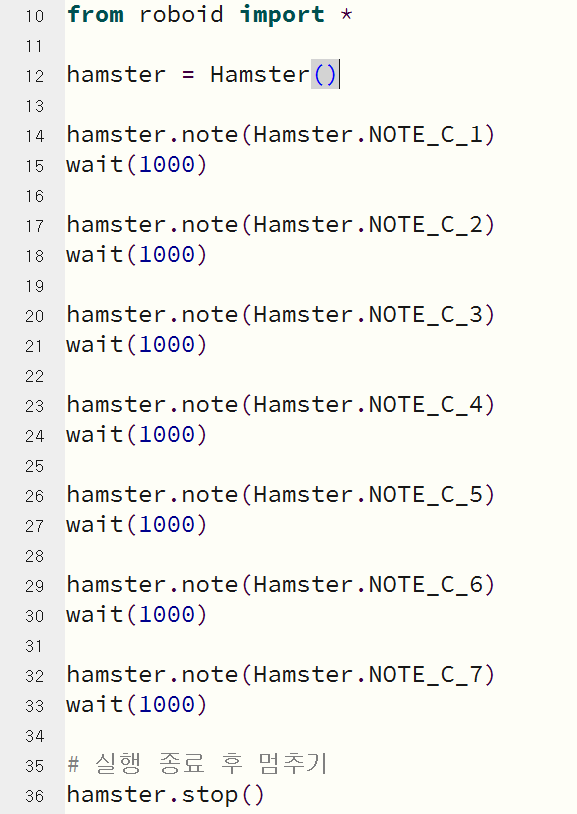 10 from roboid import *
11
12 hamster = Hamster()
13
14 hamster.note(Hamster.NOTE_C_1)
15 wait(1000)
16
17 hamster.note(Hamster.NOTE_C_2)
18 wait(1000)
19
20 hamster.note(Hamster.NOTE_C_3)
21 wait(1000)
22
23 hamster.note(Hamster.NOTE_C_4)
24 wait(1000)
25
26 hamster.note(Hamster.NOTE_C_5)
27 wait(1000)
28
29 hamster.note(Hamster.NOTE_C_6)
30 wait(1000)
31
32 hamster.note(Hamster.NOTE_C_7)
33 wait(1000)
34
35 # 실행 종료 후 멈추기
36 hamster.stop()